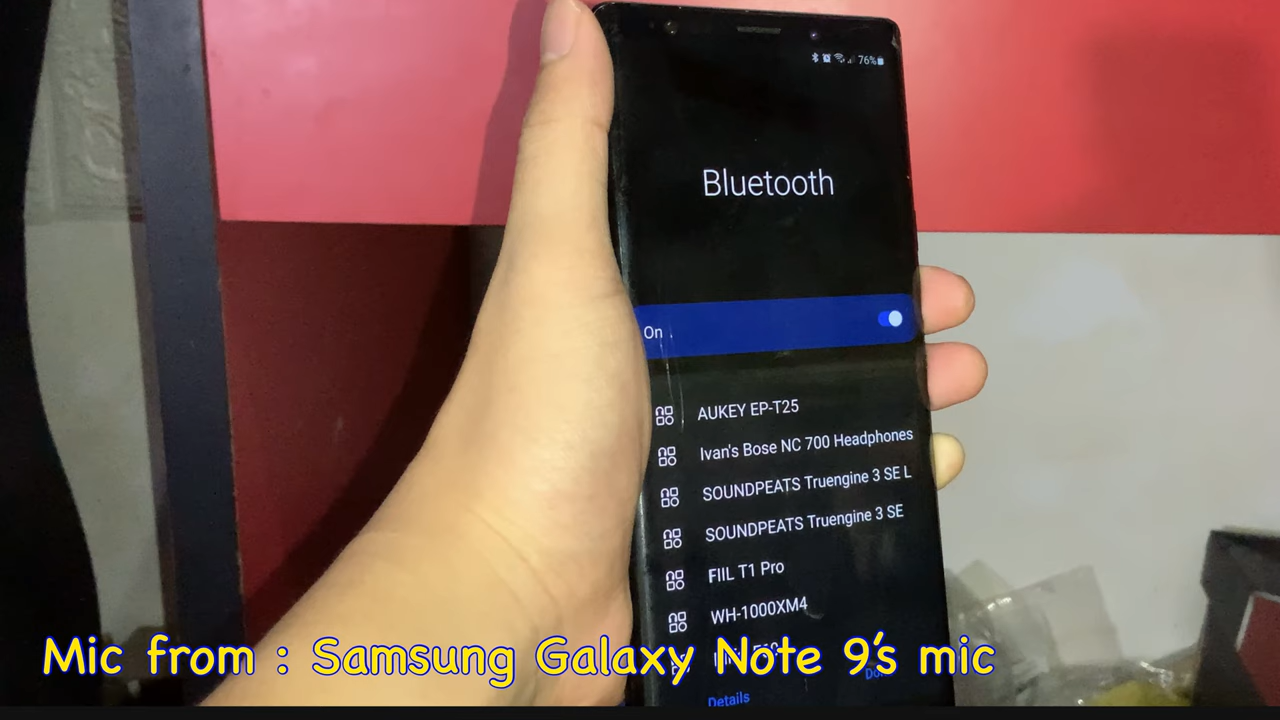 76%
Bluetooth
On
AUKEY EP-T25
Ivan's Bose NC 700 Headphones
SOUNDPEATS Truengine 3 SE L
SOUNDPEATS Truengine 3 SE
FIIL T1 Pro
WH-1000XM4
Mic from : Samsung Galaxy Note 9's mic
Details